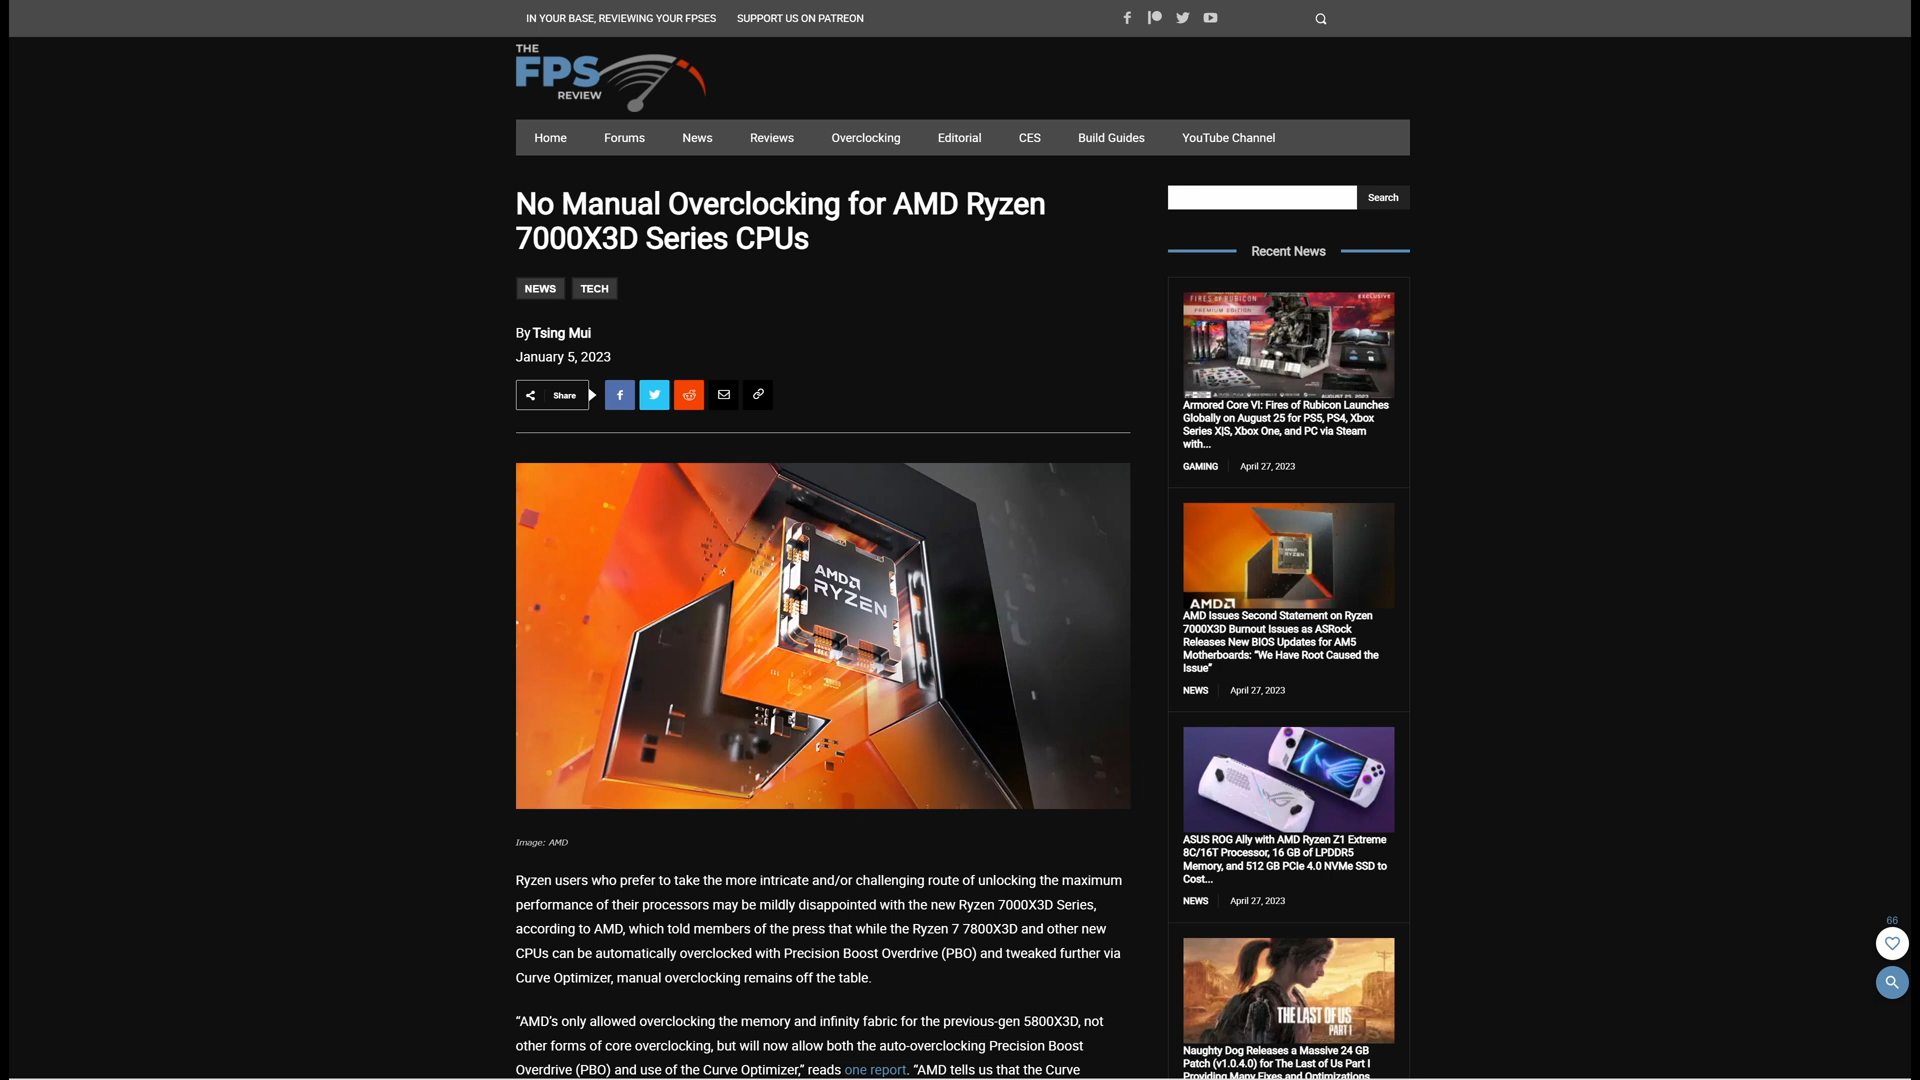 IN YOUR BASE, REVIEWING YOUR FPSES
SUPPORT US ON PATREON
THE
FPS
REVIEW
Home
Forums
News
Reviews
Overclocking
Editorial
CES
Build Guides
YouTube Channel
No Manual Overclocking for AMD Ryzen
7000X3D Series CPUs
NEWS
TECH
By Tsing Mui
January 5, 2023
Share
AMD
RYZEN
Image: AMD
Ryzen users who prefer to take the more intricate and/or challenging route of unlocking the maximum
performance of their processors may be mildly disappointed with the new Ryzen 7000X3D Series,
according to AMD, which told members of the press that while the Ryzen 7 7800X3D and other new
CPUs can be automatically overclocked with Precision Boost Overdrive (PBO) and tweaked further via
Curve Optimizer, manual overclocking remains off the table.
“AMD’s only allowed overclocking the memory and infinity fabric for the previous-gen 5800X3D, not
other forms of core overclocking, but will now allow both the auto-overclocking Precision Boost
Overdrive (PBO) and use of the Curve Optimizer,” reads one report. “AMD tells us that the Curve
Search
Recent News
FIRES OF RUBICON
EXCLUSIVE
PREMIUM EDITION
Armored Core VI: Fires of Rubicon Launches
Globally on August 25 for PS5, PS4, Xbox
Series X|S, Xbox One, and PC via Steam
with...
GAMING
April 27, 2023
AMD
RYZEN
AMD
AMD Issues Second Statement on Ryzen
7000X3D Burnout Issues as ASRock
Releases New BIOS Updates for AM5
Motherboards: “We Have Root Caused the
Issue”
NEWS
April 27, 2023
ASUS ROG Ally with AMD Ryzen Z1 Extreme
8C/16T Processor, 16 GB of LPDDR5
Memory, and 512 GB PCIe 4.0 NVMe SSD to
Cost...
NEWS
April 27, 2023
THE LAST OF US
PART I
Naughty Dog Releases a Massive 24 GB
Patch (v1.0.4.0) for The Last of Us Part I
Providing Many Fixes and Optimizations
66